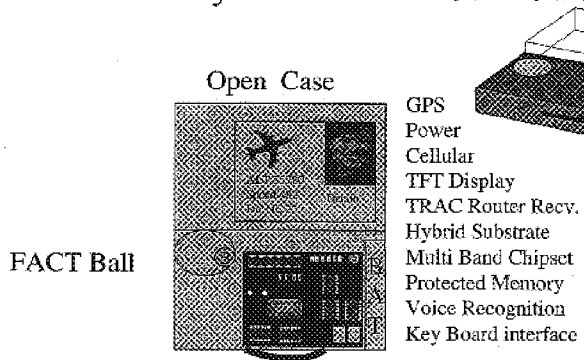 Open Case
GPS
Power
Cellular
TFT Display
TRAC Router Recv.
Hybrid Substrate
Multi Band Chipset
Protected Memory
Voice Recognition
Key Board interface
FACT Ball
B
A
T